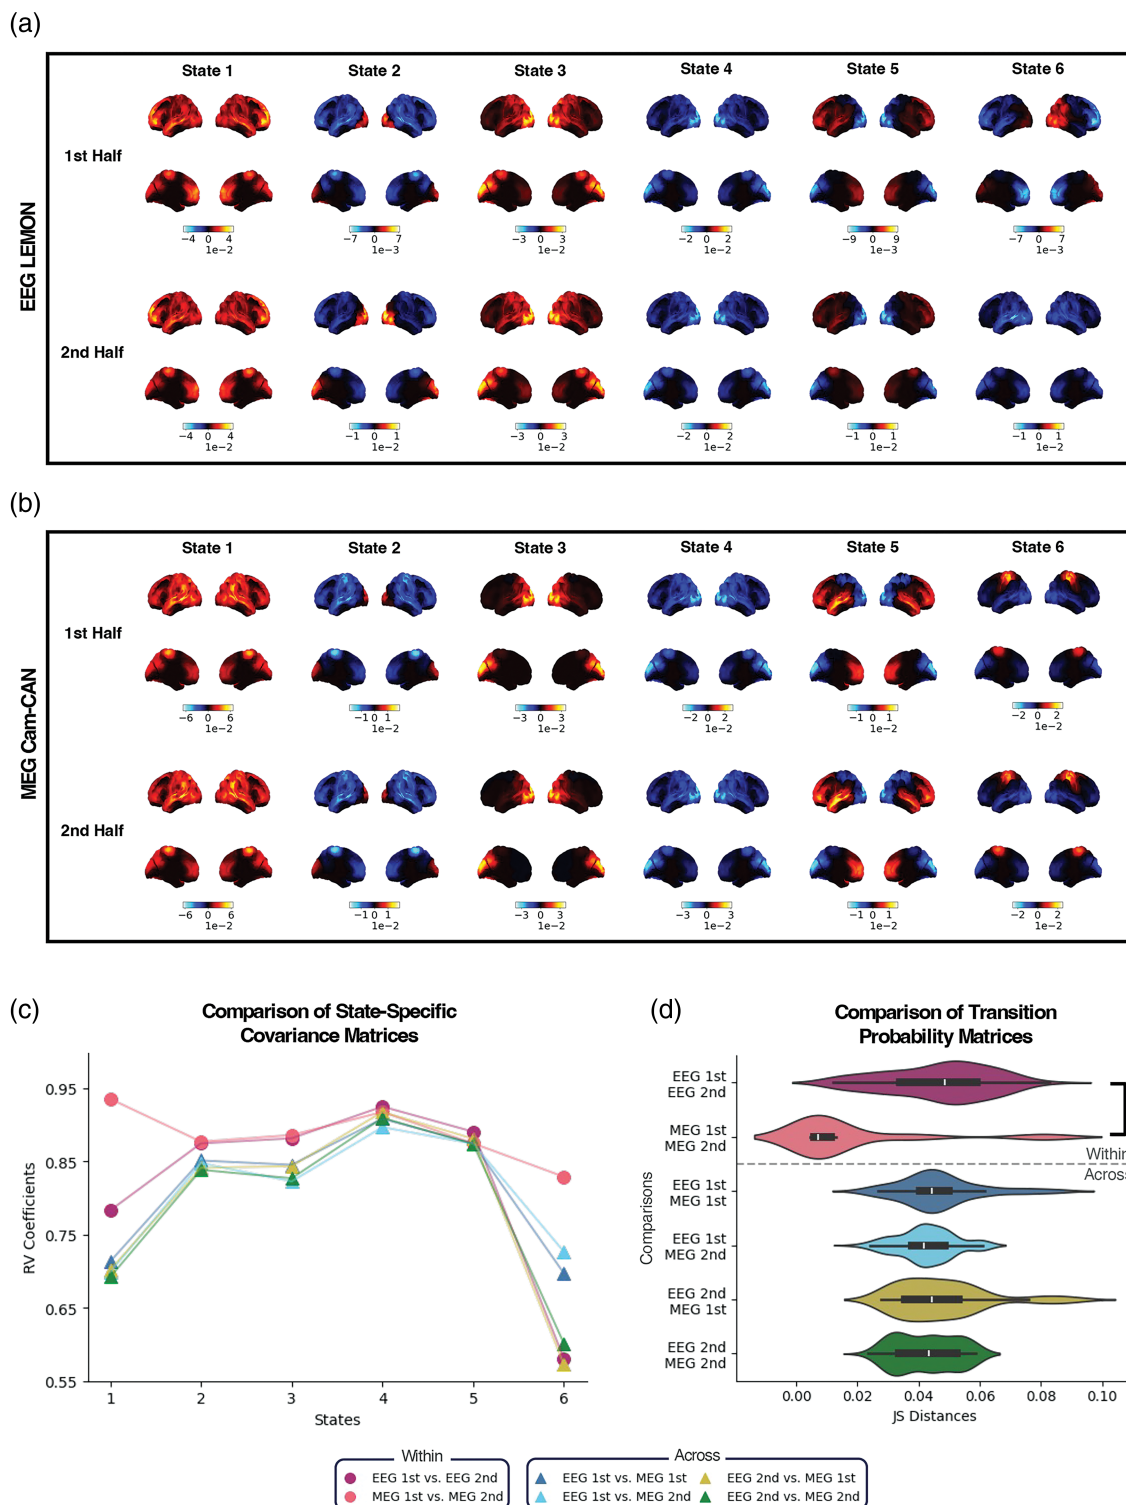 (a)
State 1 State 2 State 3 State 4 State 5 State 6
EEG LEMON
1st Half
−4 0 4 −7 0 7 −3 0 3 −2 0 2 −9 0 9 −7 0 7
1e−2 1e−3 1e−2 1e−2 1e−3 1e−3
2nd Half
−4 0 4 −1 0 1 −3 0 3 −2 0 2 −1 0 1 −1 0 1
1e−2 1e−2 1e−2 1e−2 1e−2 1e−2
(b)
State 1 State 2 State 3 State 4 State 5 State 6
MEG Cam-CAN
1st Half
−6 0 6 −1 0 1 −3 0 3 −2 0 2 −1 0 1 −2 0 2
1e−2 1e−2 1e−2 1e−2 1e−2 1e−2
2nd Half
−6 0 6 −1 0 1 −3 0 3 −3 0 3 −1 0 1 −2 0 2
1e−2 1e−2 1e−2 1e−2 1e−2 1e−2
(c)
Comparison of State-Specific
Covariance Matrices
RV Coefficients
0.95
0.85
0.75
0.65
0.55
1 2 3 4 5 6
States
(d)
Comparison of Transition
Probability Matrices
Comparisons
EEG 1st
EEG 2nd
MEG 1st
MEG 2nd
Within
Across
EEG 1st
MEG 1st
EEG 1st
MEG 2nd
EEG 2nd
MEG 1st
EEG 2nd
MEG 2nd
0.00 0.02 0.04 0.06 0.08 0.10
JS Distances
Within
EEG 1st vs. EEG 2nd
MEG 1st vs. MEG 2nd
Across
EEG 1st vs. MEG 1st EEG 2nd vs. MEG 1st
EEG 1st vs. MEG 2nd EEG 2nd vs. MEG 2nd